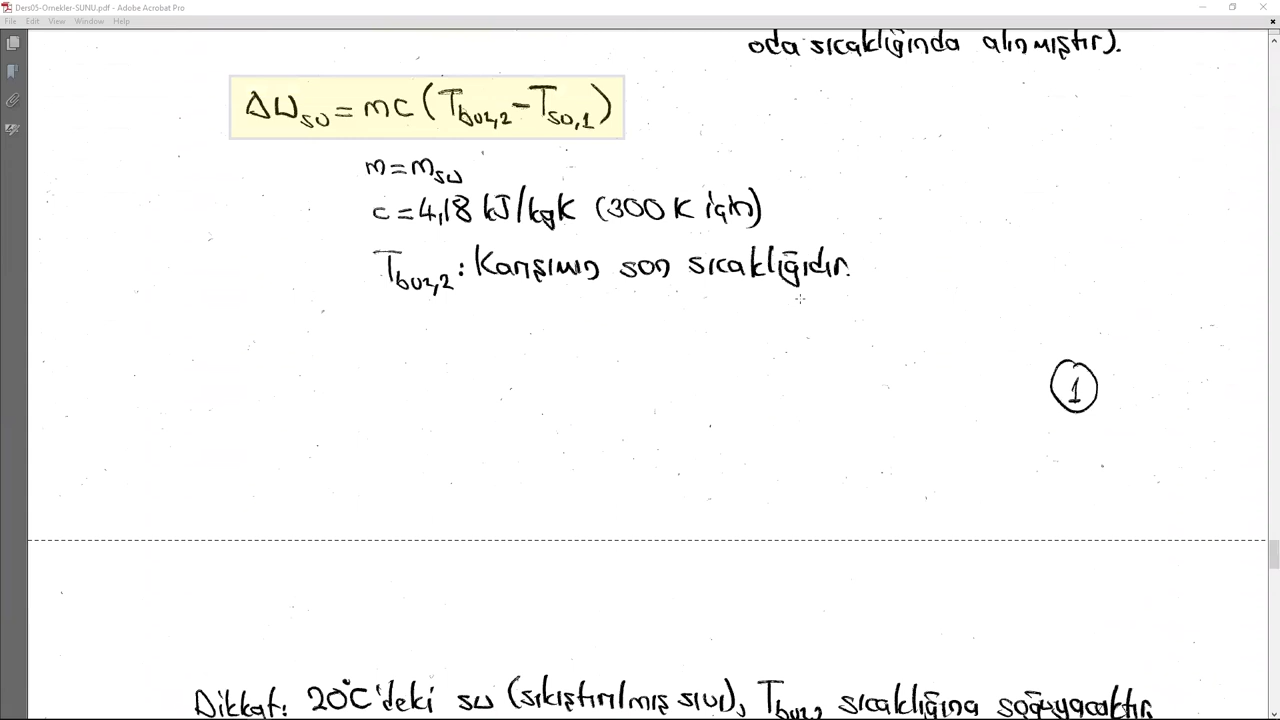 Ders05-Ornekler-SUNU.pdf - Adobe Acrobat Pro
File Edit View Window Help
oda sıcaklığında alınmıştır).
ΔU_su = mc (T_buz,2 - T_su,1)
m = m_su
c = 4,18 kJ/kgK (300 K için)
T_buz,2 : Karışımın son sıcaklığıdır.
1
Dikkat: 20°C'deki su (sıkıştırılmış sıvı), T_buz,2 sıcaklığına soğuyacaktır.